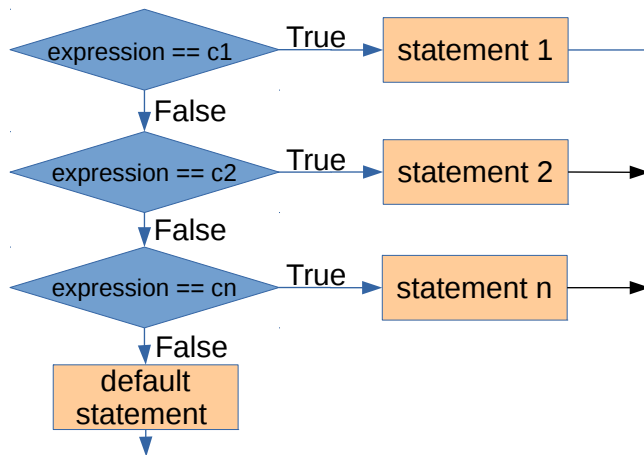 expression == c1
True
statement 1
False
expression == c2
True
statement 2
False
expression == cn
True
statement n
False
default
statement